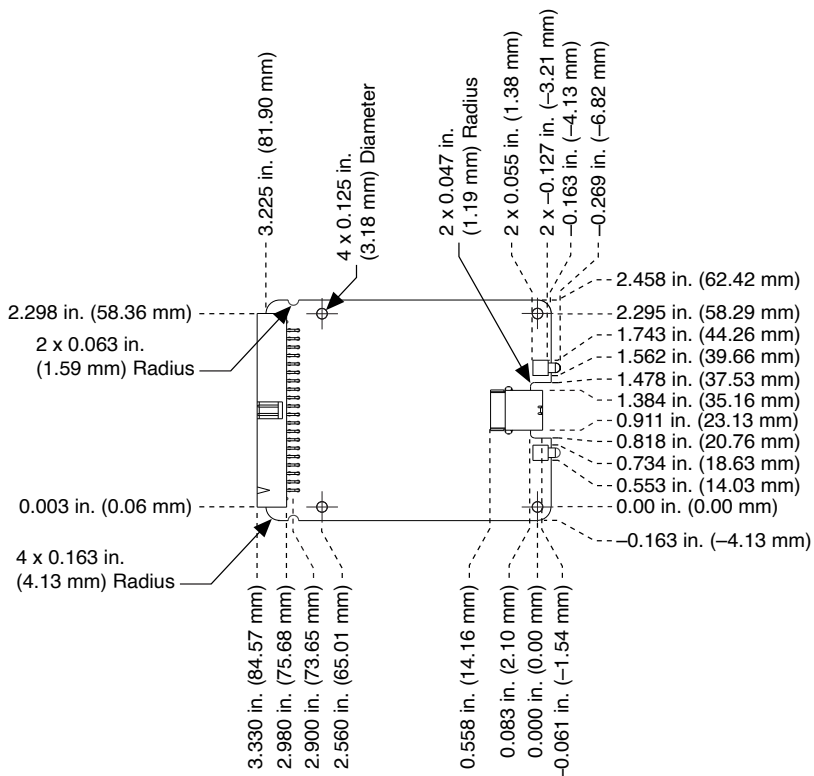 3.225 in. (81.90 mm)
4 x 0.125 in.
(3.18 mm) Diameter
2 x 0.047 in.
(1.19 mm) Radius
2 x 0.055 in. (1.38 mm)
2 x –0.127 in. (–3.21 mm)
–0.163 in. (–4.13 mm)
–0.269 in. (–6.82 mm)
2.298 in. (58.36 mm)
2 x 0.063 in.
(1.59 mm) Radius
0.003 in. (0.06 mm)
4 x 0.163 in.
(4.13 mm) Radius
2.458 in. (62.42 mm)
2.295 in. (58.29 mm)
1.743 in. (44.26 mm)
1.562 in. (39.66 mm)
1.478 in. (37.53 mm)
1.384 in. (35.16 mm)
0.911 in. (23.13 mm)
0.818 in. (20.76 mm)
0.734 in. (18.63 mm)
0.553 in. (14.03 mm)
0.00 in. (0.00 mm)
–0.163 in. (–4.13 mm)
3.330 in. (84.57 mm)
2.980 in. (75.68 mm)
2.900 in. (73.65 mm)
2.560 in. (65.01 mm)
0.558 in. (14.16 mm)
0.083 in. (2.10 mm)
0.000 in. (0.00 mm)
–0.061 in. (–1.54 mm)